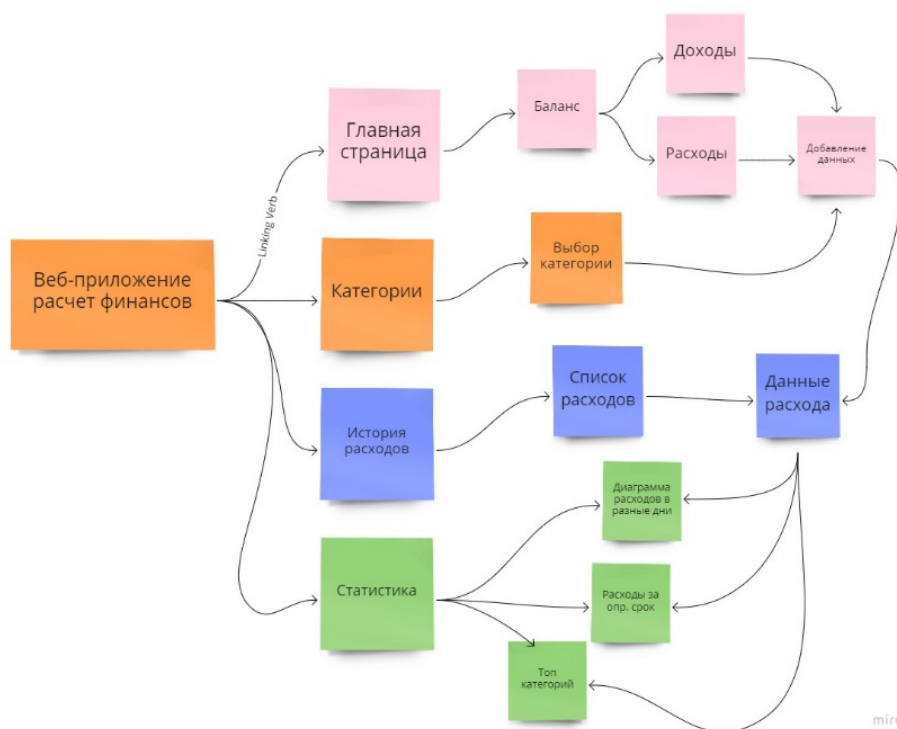 Доходы
Главная
страница
Баланс
Расходы
Добавление
данных
Linking Verb
Веб-приложение
расчет финансов
Категории
Выбор
категории
История
расходов
Список
расходов
Данные
расхода
Диаграмма
расходов в
разные дни
Статистика
Расходы за
опр. срок
Топ
категорий
miro